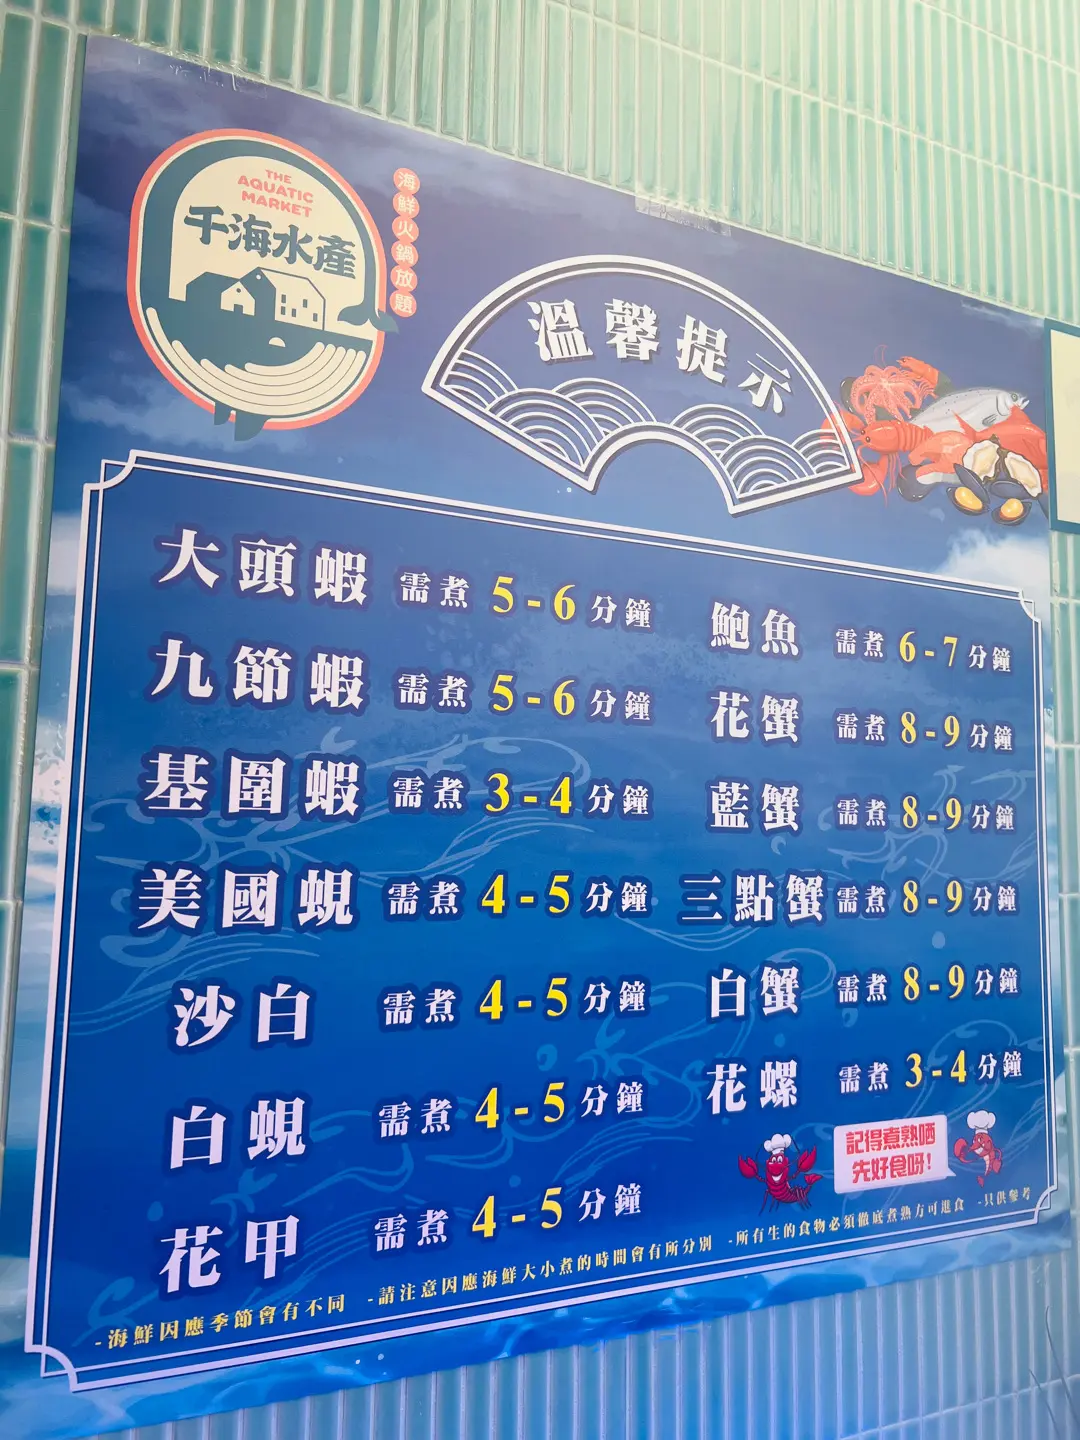 THE
AQUATIC
MARKET
千海水產
海鮮火鍋放題
溫馨提示
大頭蝦 需煮 5-6 分鐘
九節蝦 需煮 5-6 分鐘
基圍蝦 需煮 3-4 分鐘
美國蜆 需煮 4-5 分鐘
沙白 需煮 4-5 分鐘
白蜆 需煮 4-5 分鐘
花甲 需煮 4-5 分鐘
鮑魚 需煮 6-7 分鐘
花蟹 需煮 8-9 分鐘
藍蟹 需煮 8-9 分鐘
三點蟹 需煮 8-9 分鐘
白蟹 需煮 8-9 分鐘
花螺 需煮 3-4 分鐘
記得煮熟晒
先好食呀!
-海鮮因應季節會有不同 -請注意因應海鮮大小煮的時間會有所分別 -所有生的食物必須徹底煮熟方可進食 -只供參考